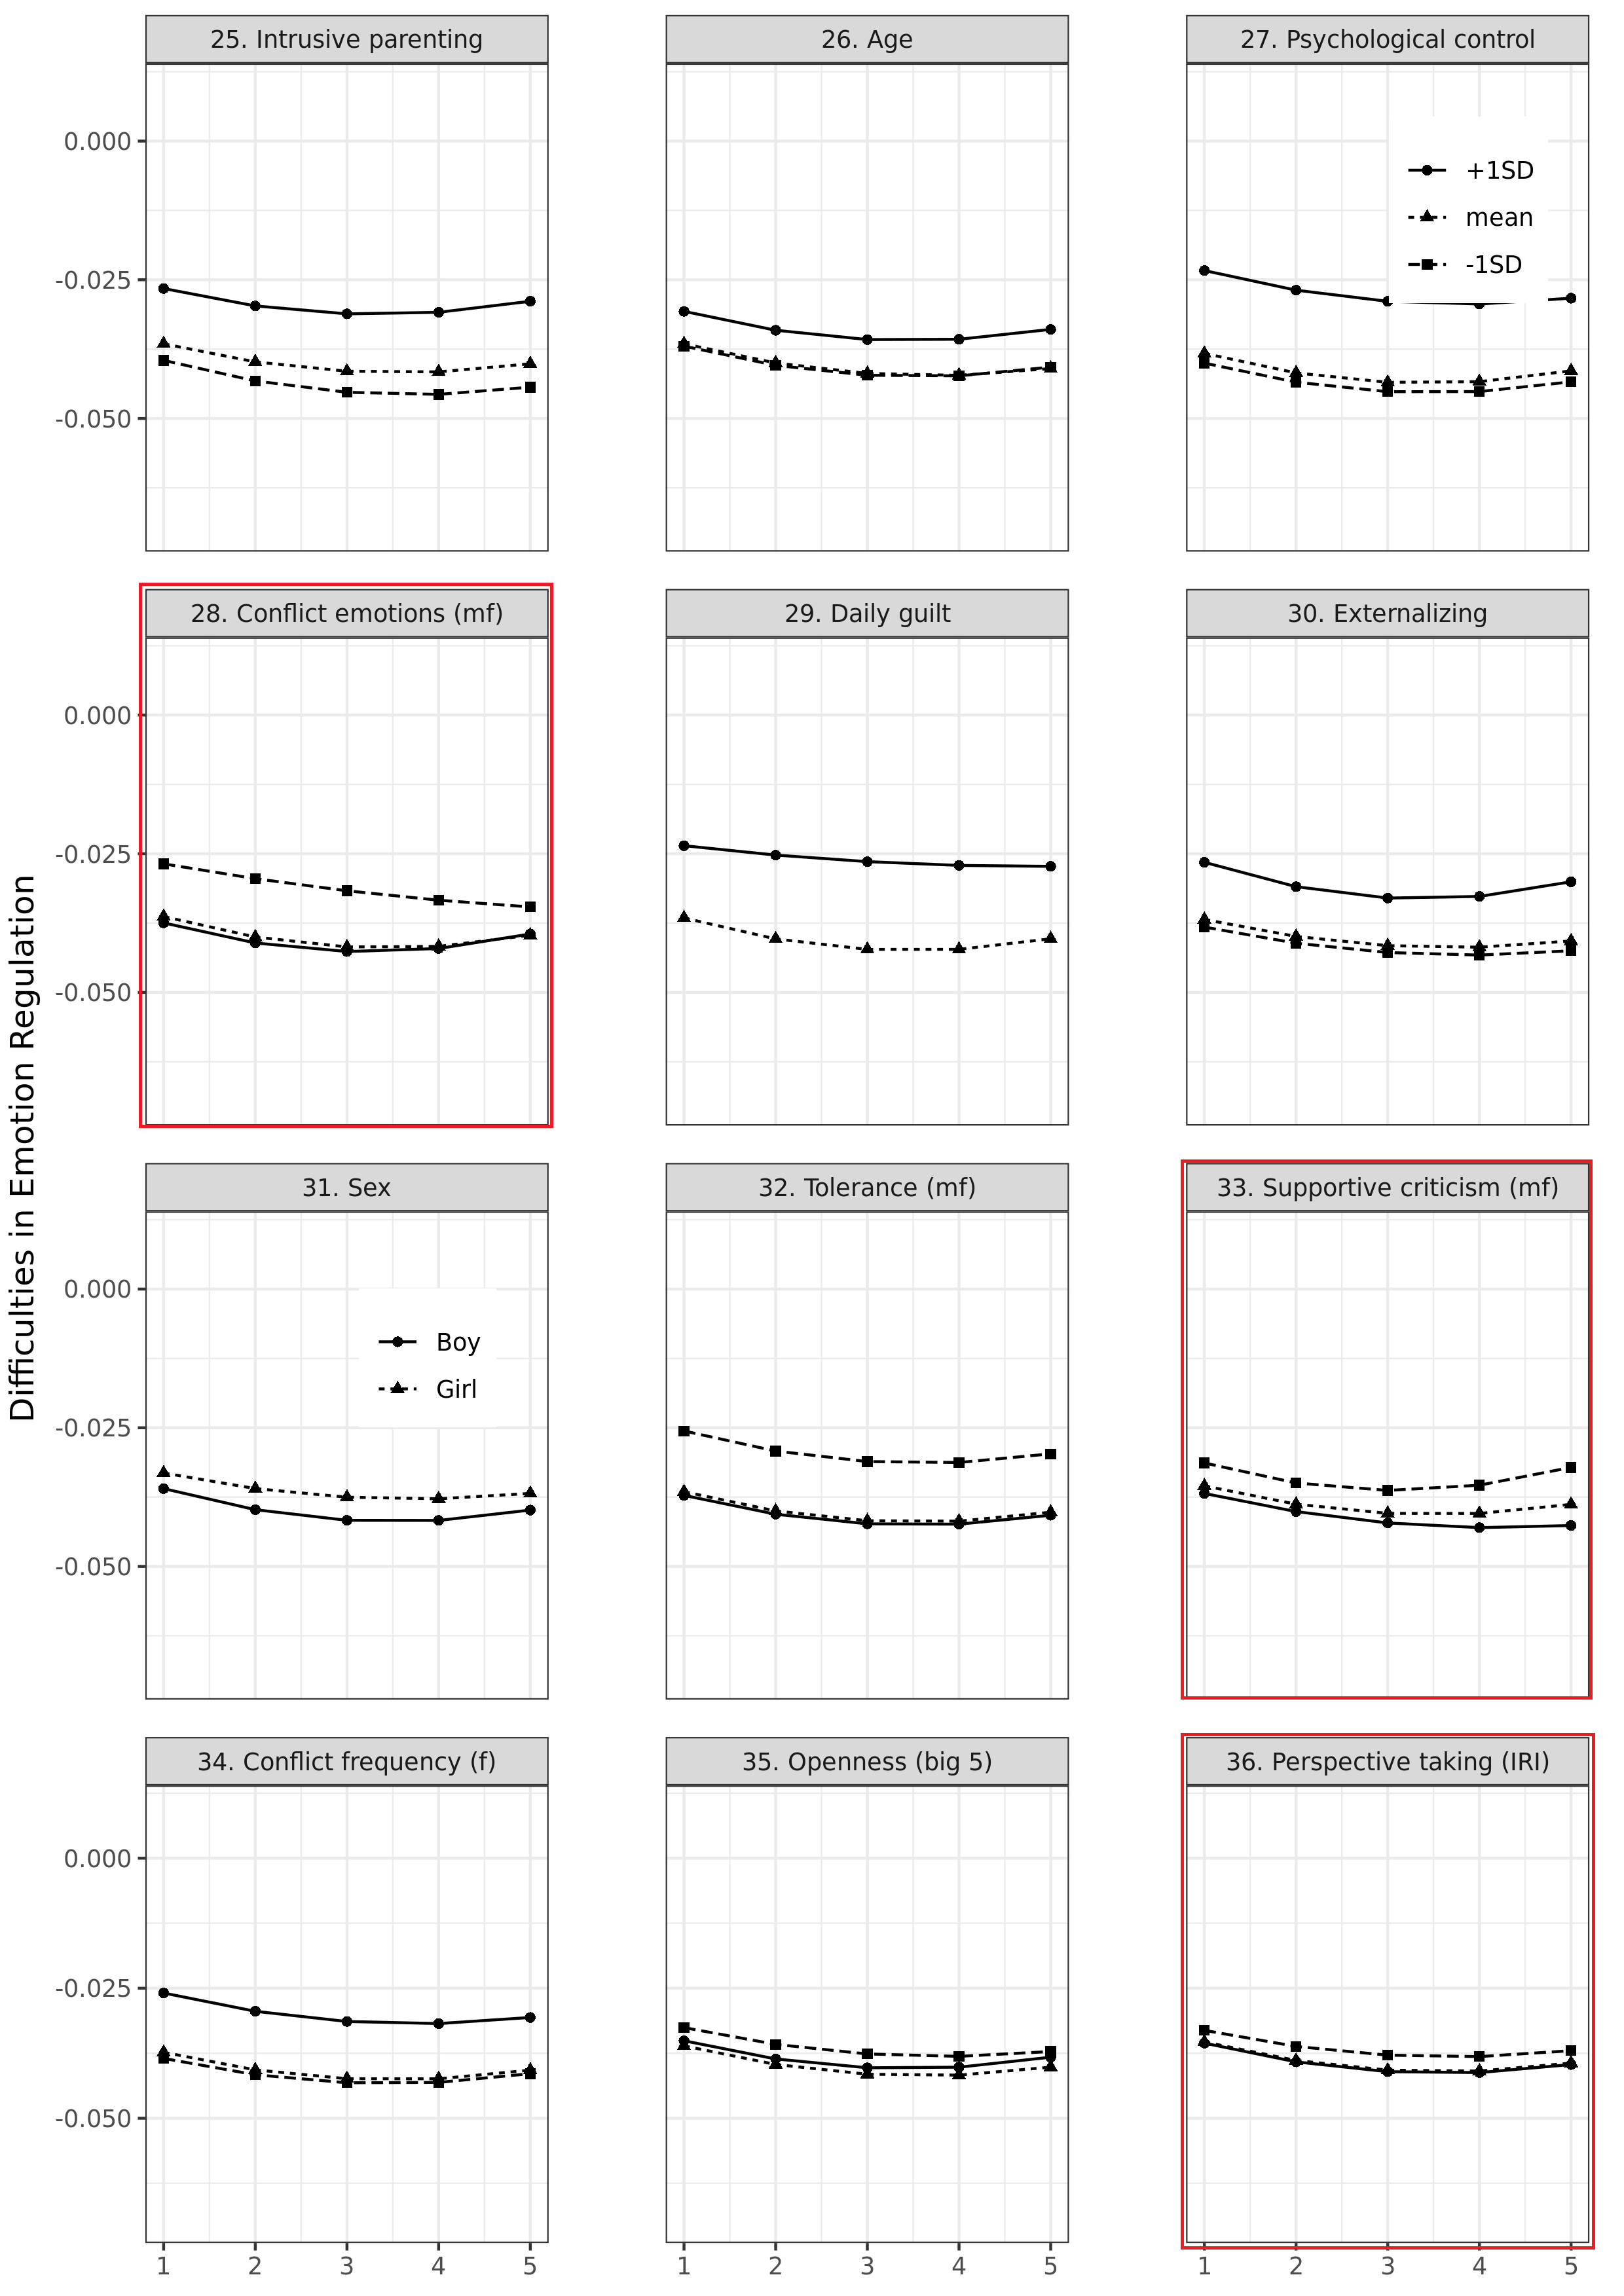 25. Intrusive parenting
26. Age
27. Psychological control
0.000
-0.025
-0.050
+1SD
mean
-1SD
28. Conflict emotions (mf)
29. Daily guilt
30. Externalizing
0.000
-0.025
-0.050
Difficulties in Emotion Regulation
31. Sex
32. Tolerance (mf)
33. Supportive criticism (mf)
0.000
-0.025
-0.050
Boy
Girl
34. Conflict frequency (f)
35. Openness (big 5)
36. Perspective taking (IRI)
0.000
-0.025
-0.050
1 2 3 4 5
1 2 3 4 5
1 2 3 4 5